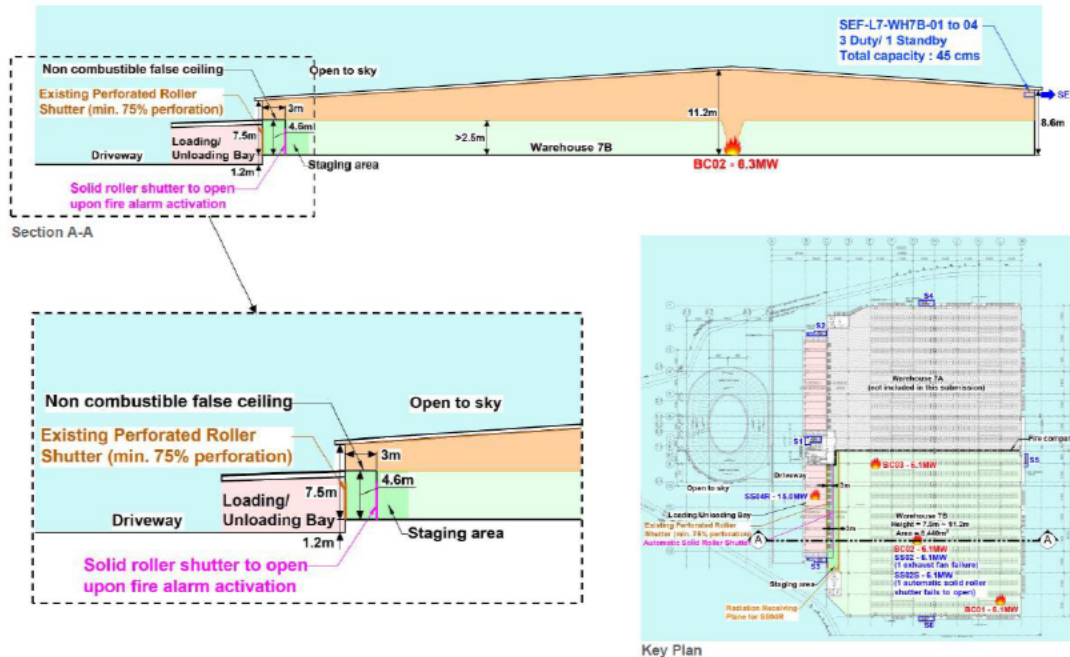 SEF-L7-WH7B-01 to 04
3 Duty/ 1 Standby
Total capacity : 45 cms
Non combustible false ceiling
Open to sky
Existing Perforated Roller
Shutter (min. 75% perforation)
3m
SE
11.2m
8.6m
7.5m
4.6m
>2.5m
Loading/
Unloading Bay
Warehouse 7B
Driveway
Staging area
1.2m
BC02 = 6.3MW
Solid roller shutter to open
upon fire alarm activation
Section A-A
Non combustible false ceiling
Open to sky
Existing Perforated Roller
Shutter (min. 75% perforation)
3m
7.5m
4.6m
Loading/
Unloading Bay
Driveway
Staging area
1.2m
Solid roller shutter to open
upon fire alarm activation
S4
S2
Warehouse 7A
(not included in this submission)
S1
Fire compa
Driveway
S5
BC03 - 6.1MW
3m
Open to sky
SS04R - 15.0MW
Loading/Unloading Bay
Warehouse 7B
Height = 7.5m ~ 11.2m
Existing Perforated Roller
Shutter (min. 75% perforation)
3m
Automatic Solid Roller Shutter
A
A
BC02 - 6.1MW
SS02 - 6.1MW
(1 exhaust fan failure)
S3
SS02S - 6.1MW
(1 automatic solid roller
shutter fails to open)
Staging area
BC01 - 6.1MW
Radiation Receiving
Plane for SS04R
S6
Key Plan